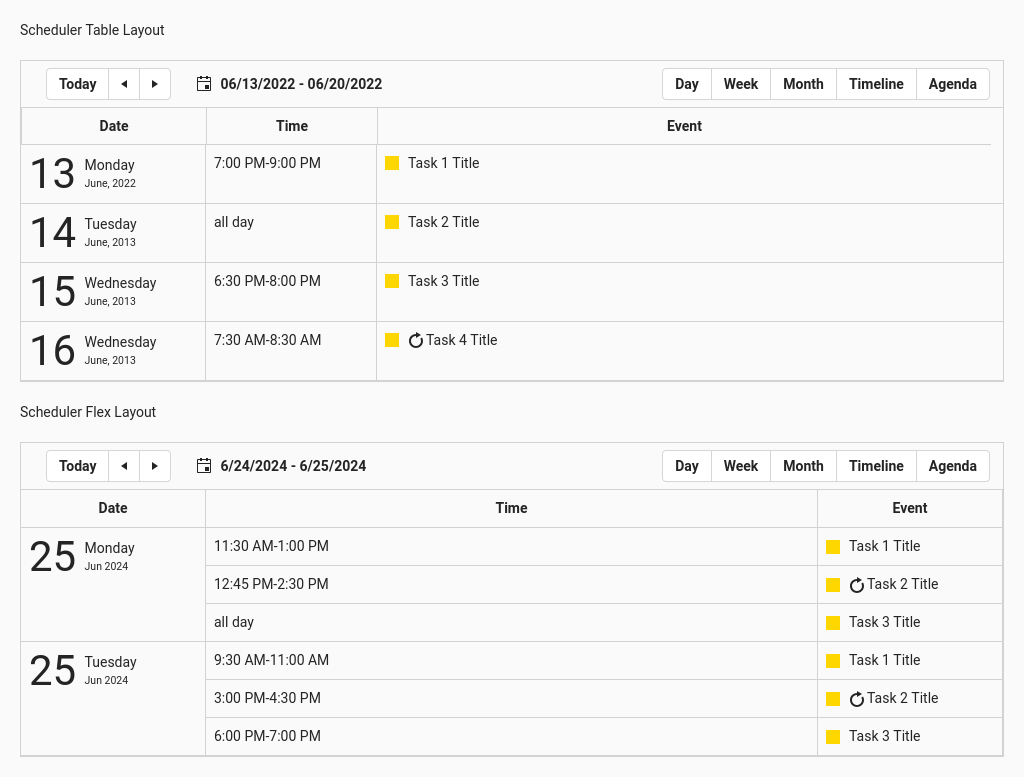 Scheduler Table Layout
Today 06/13/2022 - 06/20/2022 Day Week Month Timeline Agenda
Date Time Event
13 Monday June, 2022 7:00 PM-9:00 PM Task 1 Title
14 Tuesday June, 2013 all day Task 2 Title
15 Wednesday June, 2013 6:30 PM-8:00 PM Task 3 Title
16 Wednesday June, 2013 7:30 AM-8:30 AM Task 4 Title
Scheduler Flex Layout
Today 6/24/2024 - 6/25/2024 Day Week Month Timeline Agenda
Date Time Event
25 Monday Jun 2024 11:30 AM-1:00 PM Task 1 Title
12:45 PM-2:30 PM Task 2 Title
all day Task 3 Title
25 Tuesday Jun 2024 9:30 AM-11:00 AM Task 1 Title
3:00 PM-4:30 PM Task 2 Title
6:00 PM-7:00 PM Task 3 Title